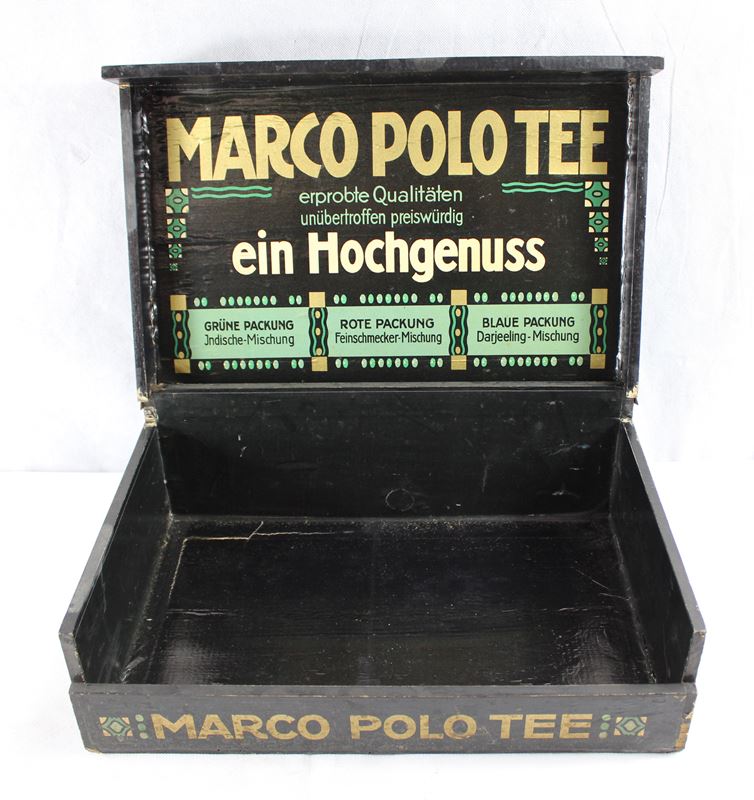 MARCO POLO TEE
erprobte Qualitäten
unübertroffen preiswürdig
ein Hochgenuss
GRÜNE PACKUNG
Jndische-Mischung
ROTE PACKUNG
Feinschmecker-Mischung
BLAUE PACKUNG
Darjeeling-Mischung
MARCO POLO TEE